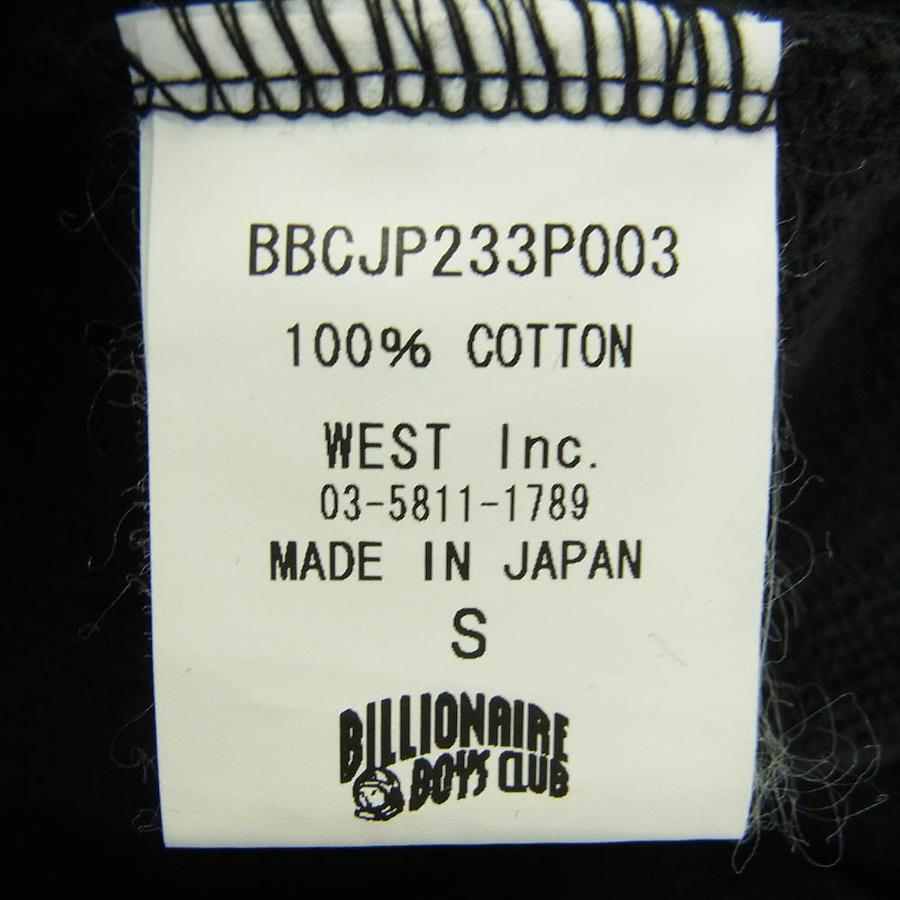 BBCJP233P003
100% COTTON
WEST Inc.
03-5811-1789
MADE IN JAPAN
S
BILLIONAIRE
BOYS CLUB